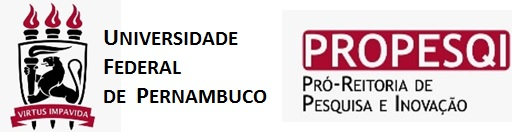 VIRTUS IMPAVIDA
UNIVERSIDADE
FEDERAL
DE PERNAMBUCO
PROPESQI
PRÓ-REITORIA DE
PESQUISA E INOVAÇÃO